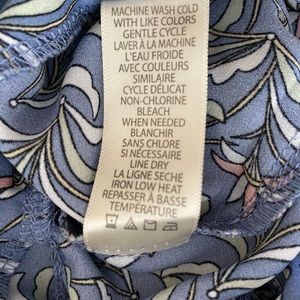 MACHINE WASH COLD
WITH LIKE COLORS
GENTLE CYCLE
LAVER À LA MACHINE
L'EAU FROIDE
AVEC COULEURS
SIMILAIRE
CYCLE DÉLICAT
NON-CHLORINE
BLEACH
WHEN NEEDED
BLANCHIR
SANS CHLORE
SI NÉCESSAIRE
LINE DRY
LA LIGNE SECHE
IRON LOW HEAT
REPASSER À BASSE
TEMPÉRATURE